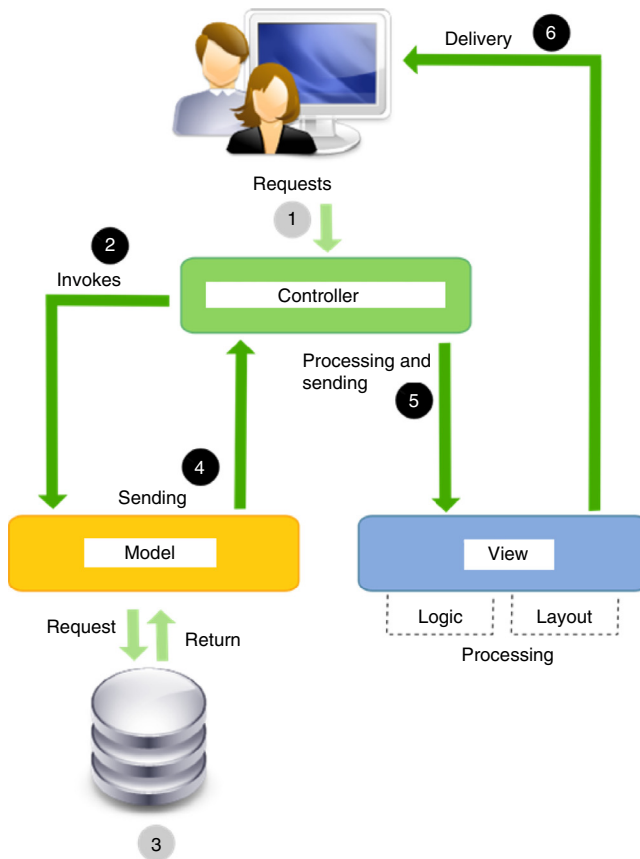 Delivery
6
Requests
1
2
Invokes
Controller
Processing and
sending
5
4
Sending
Model
View
Logic
Layout
Processing
Request
Return
3